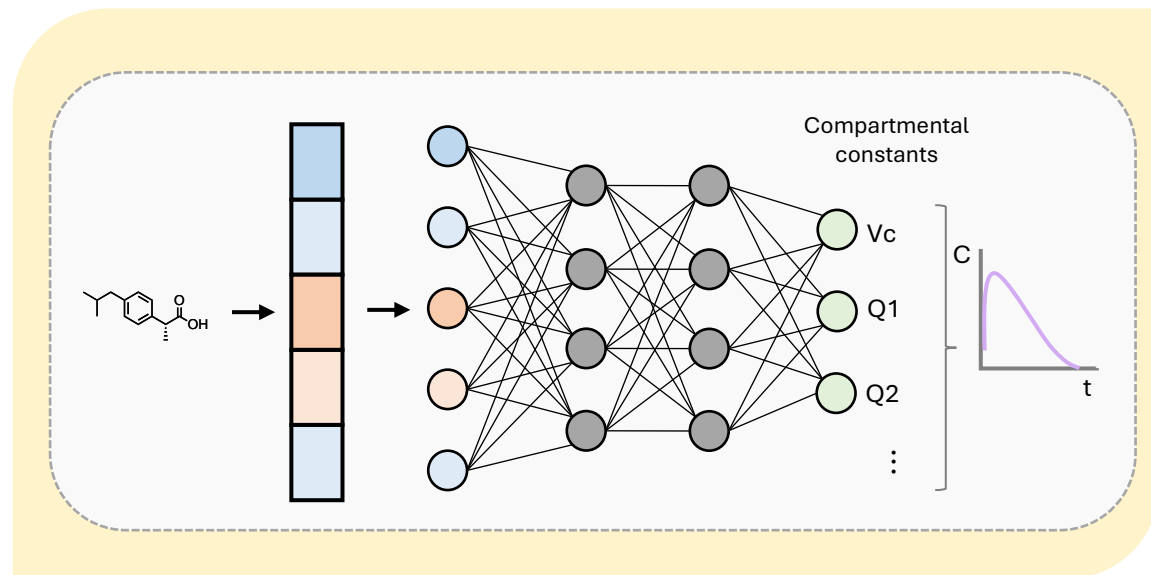 Compartmental
constants
Vc
Q1
Q2
⋮
C
t
O
OH